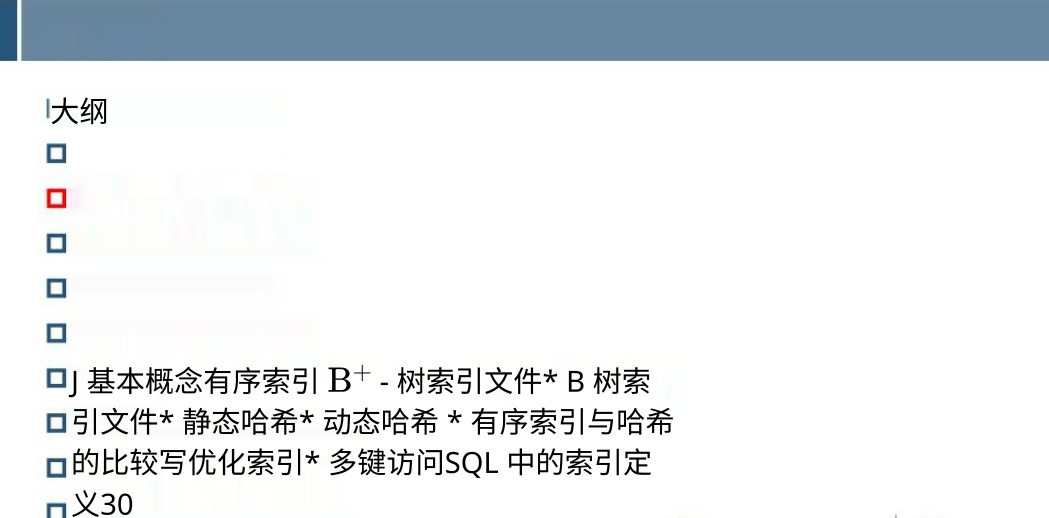 大纲
J 基本概念有序索引 B⁺ - 树索引文件* B 树索
引文件* 静态哈希* 动态哈希 * 有序索引与哈希
的比较写优化索引* 多键访问SQL 中的索引定
义30